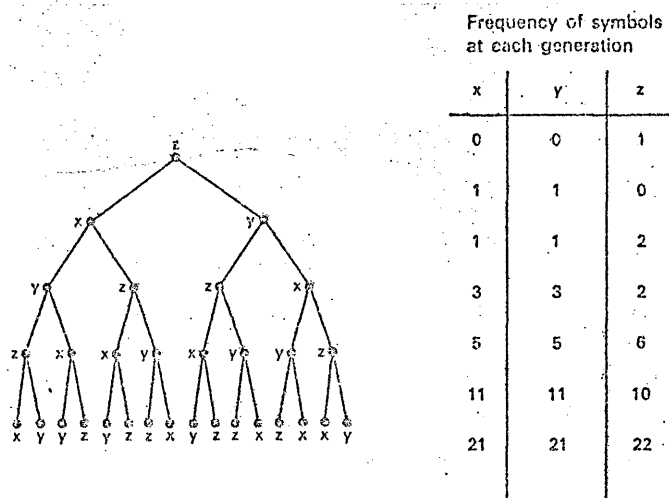 z
x y
y z z x
z x x y x y y z
x y y z y z z x y z z x z x x y
Frequency of symbols
at each generation
x y z
0 0 1
1 1 0
1 1 2
3 3 2
5 5 6
11 11 10
21 21 22